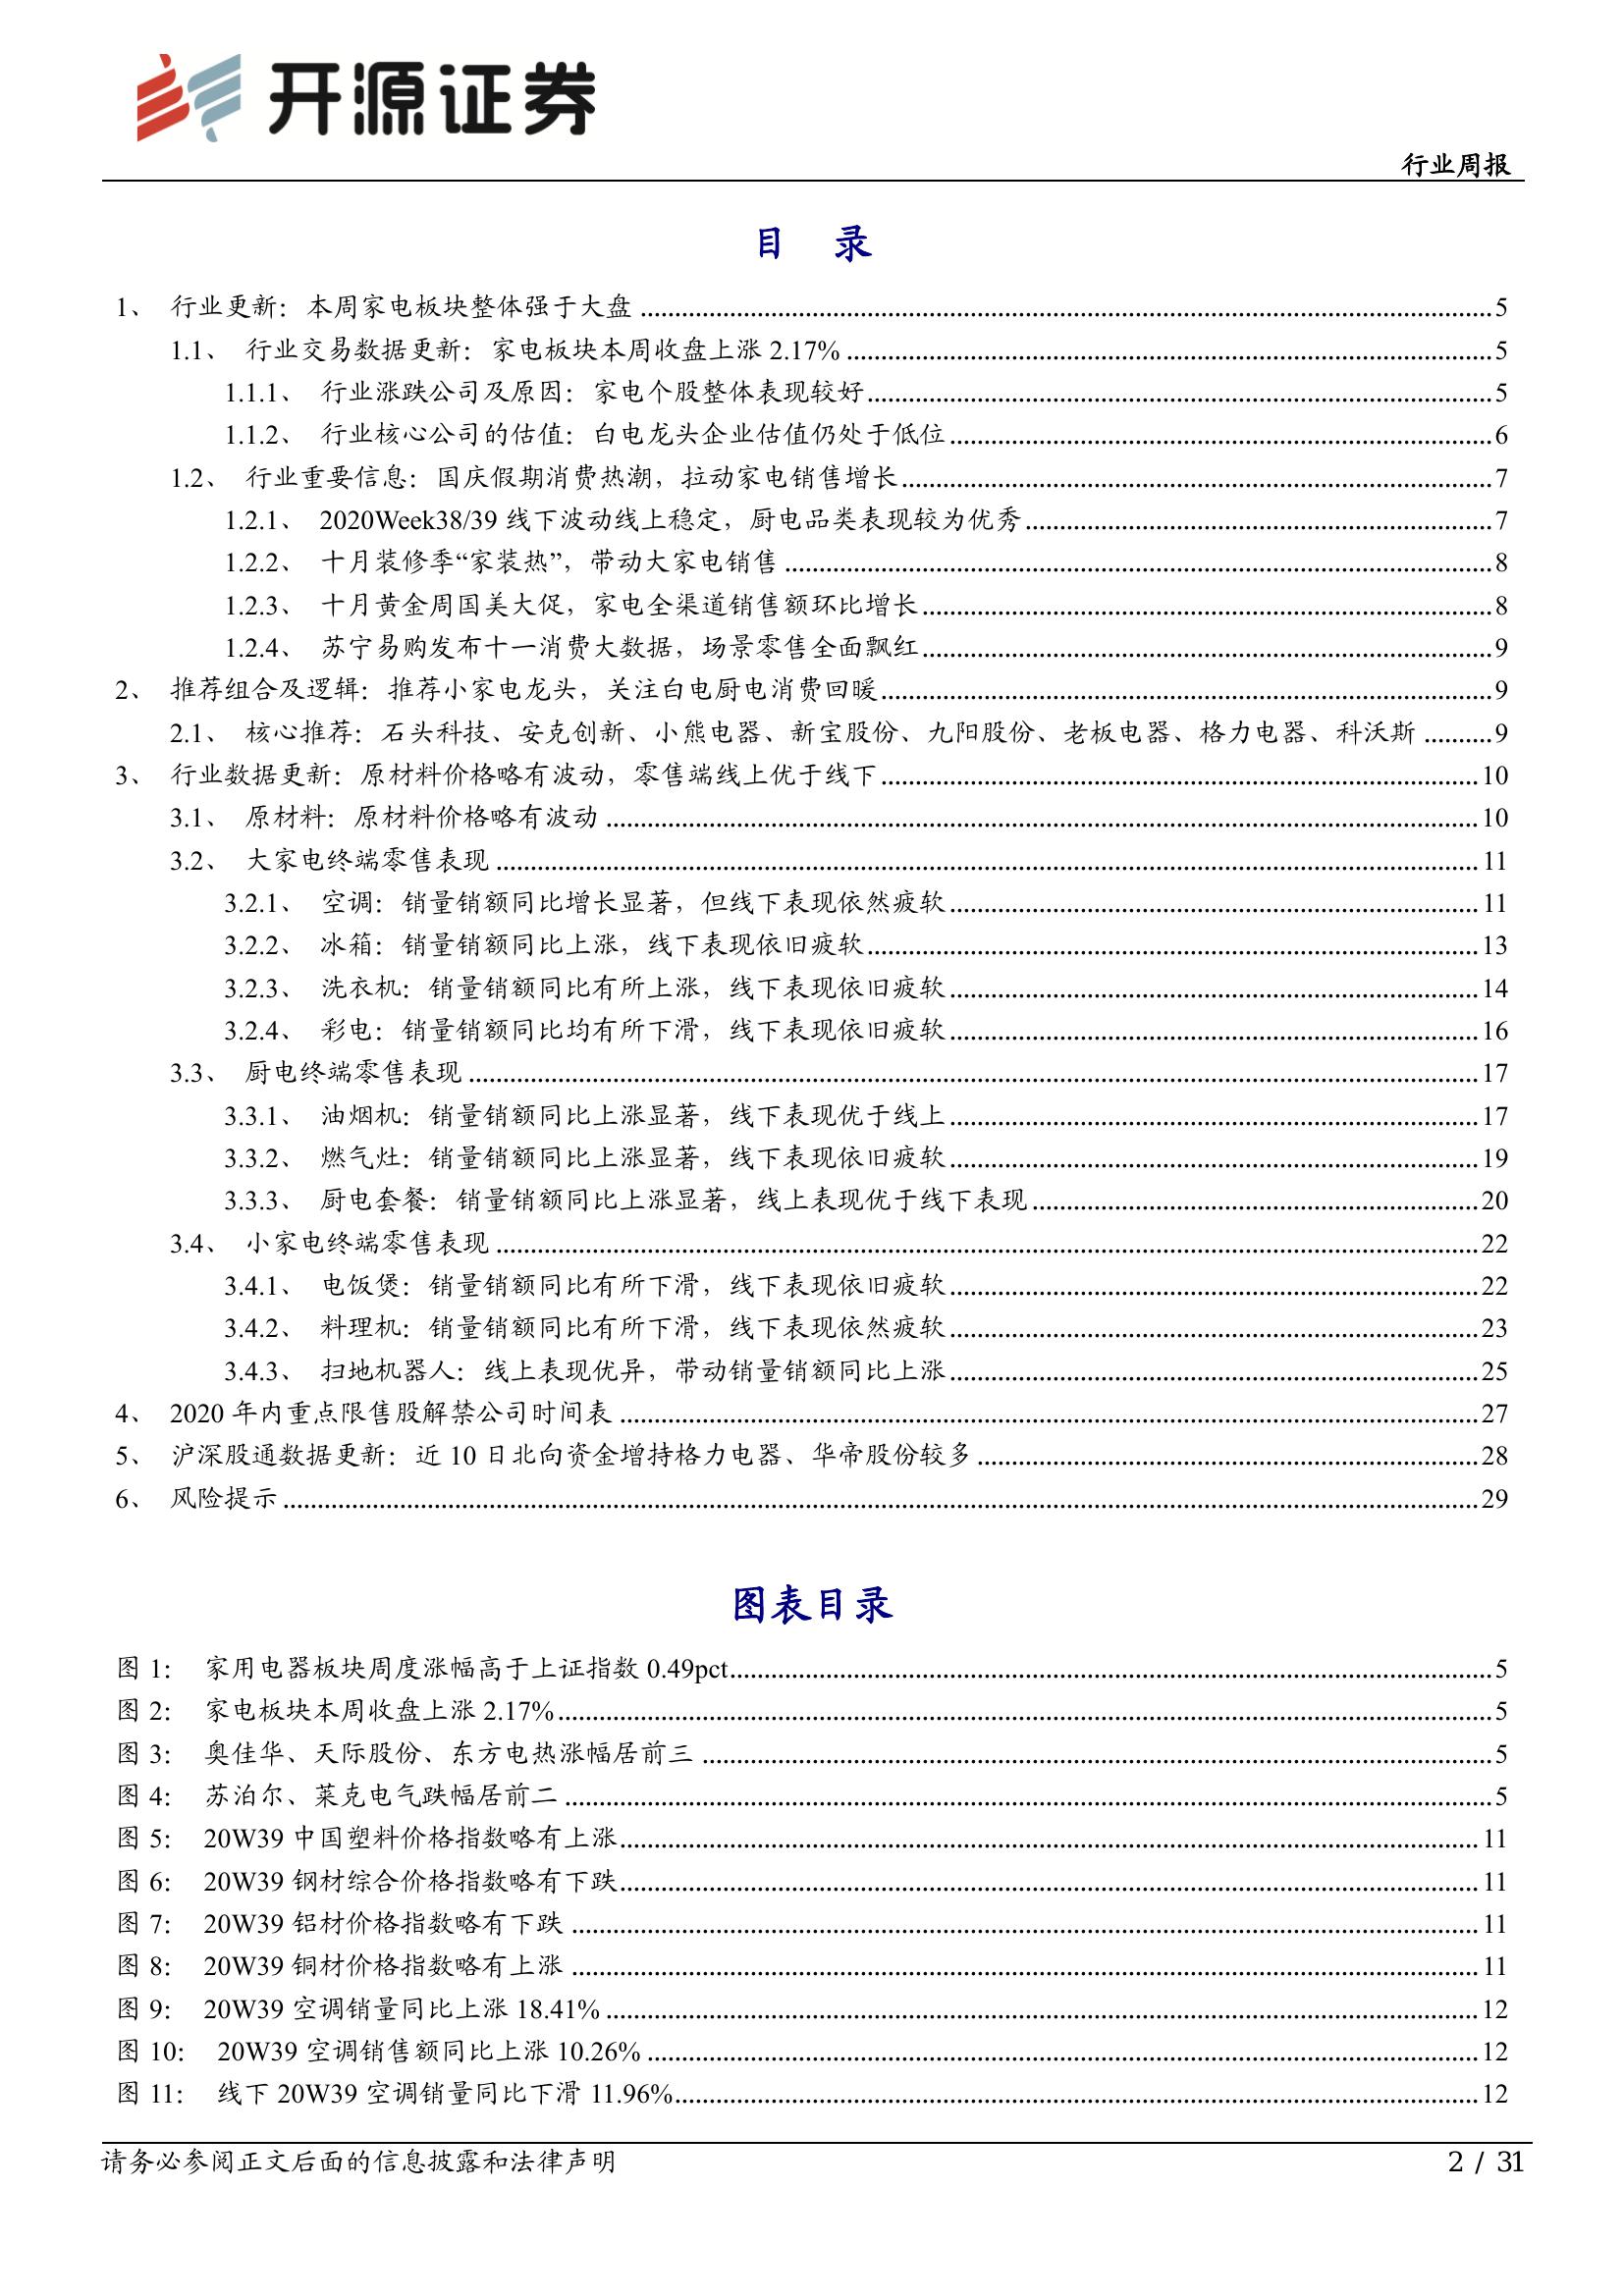 开源证券
行业周报
目 录
1、 行业更新：本周家电板块整体强于大盘 ........ 5
1.1、 行业交易数据更新：家电板块本周收盘上涨 2.17% ........ 5
1.1.1、 行业涨跌公司及原因：家电个股整体表现较好 ........ 5
1.1.2、 行业核心公司的估值：白电龙头企业估值仍处于低位 ........ 6
1.2、 行业重要信息：国庆假期消费热潮，拉动家电销售增长 ........ 7
1.2.1、 2020Week38/39 线下波动线上稳定，厨电品类表现较为优秀 ........ 7
1.2.2、 十月装修季“家装热”，带动大家电销售 ........ 8
1.2.3、 十月黄金周国美大促，家电全渠道销售额环比增长 ........ 8
1.2.4、 苏宁易购发布十一消费大数据，场景零售全面飘红 ........ 9
2、 推荐组合及逻辑：推荐小家电龙头，关注白电厨电消费回暖 ........ 9
2.1、 核心推荐：石头科技、安克创新、小熊电器、新宝股份、九阳股份、老板电器、格力电器、科沃斯 ........ 9
3、 行业数据更新：原材料价格略有波动，零售端线上优于线下 ........ 10
3.1、 原材料：原材料价格略有波动 ........ 10
3.2、 大家电终端零售表现 ........ 11
3.2.1、 空调：销量销额同比增长显著，但线下表现依然疲软 ........ 11
3.2.2、 冰箱：销量销额同比上涨，线下表现依旧疲软 ........ 13
3.2.3、 洗衣机：销量销额同比有所上涨，线下表现依旧疲软 ........ 14
3.2.4、 彩电：销量销额同比均有所下滑，线下表现依旧疲软 ........ 16
3.3、 厨电终端零售表现 ........ 17
3.3.1、 油烟机：销量销额同比上涨显著，线下表现优于线上 ........ 17
3.3.2、 燃气灶：销量销额同比上涨显著，线下表现依旧疲软 ........ 19
3.3.3、 厨电套餐：销量销额同比上涨显著，线上表现优于线下表现 ........ 20
3.4、 小家电终端零售表现 ........ 22
3.4.1、 电饭煲：销量销额同比有所下滑，线下表现依旧疲软 ........ 22
3.4.2、 料理机：销量销额同比有所下滑，线下表现依然疲软 ........ 23
3.4.3、 扫地机器人：线上表现优异，带动销量销额同比上涨 ........ 25
4、 2020 年内重点限售股解禁公司时间表 ........ 27
5、 沪深股通数据更新：近 10 日北向资金增持格力电器、华帝股份较多 ........ 28
6、 风险提示 ........ 29
图表目录
图 1： 家用电器板块周度涨幅高于上证指数 0.49pct ........ 5
图 2： 家电板块本周收盘上涨 2.17% ........ 5
图 3： 奥佳华、天际股份、东方电热涨幅居前三 ........ 5
图 4： 苏泊尔、莱克电气跌幅居前二 ........ 5
图 5： 20W39 中国塑料价格指数略有上涨 ........ 11
图 6： 20W39 钢材综合价格指数略有下跌 ........ 11
图 7： 20W39 铝材价格指数略有下跌 ........ 11
图 8： 20W39 铜材价格指数略有上涨 ........ 11
图 9： 20W39 空调销量同比上涨 18.41% ........ 12
图 10： 20W39 空调销售额同比上涨 10.26% ........ 12
图 11： 线下 20W39 空调销量同比下滑 11.96% ........ 12
请务必参阅正文后面的信息披露和法律声明
2 / 31